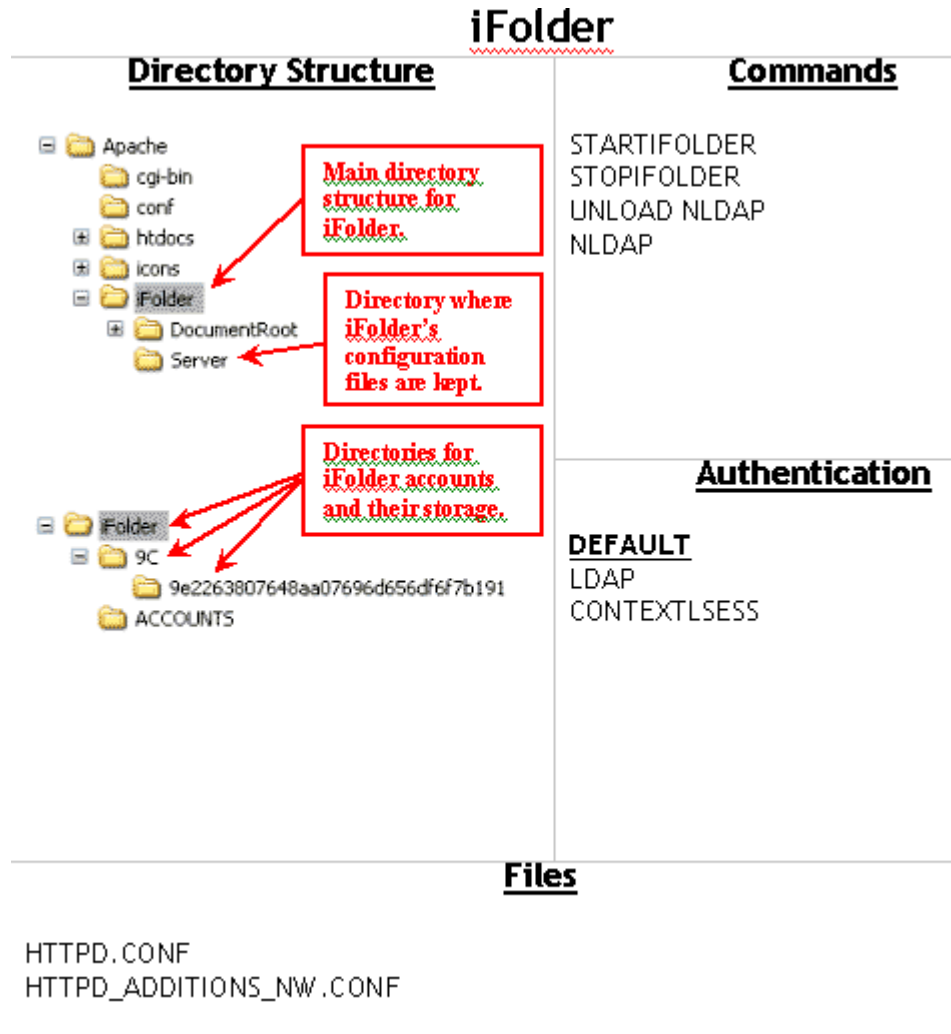 iFolder
Directory Structure
Apache
cgi-bin
conf
htdocs
icons
iFolder
DocumentRoot
Server
Main directory
structure for
iFolder.
Directory where
iFolder's
configuration
files are kept.
Directories for
iFolder accounts
and their storage.
iFolder
9C
9e2263807648aa07696d656df6f7b191
ACCOUNTS
Commands
STARTIFOLDER
STOPIFOLDER
UNLOAD NLDAP
NLDAP
Authentication
DEFAULT
LDAP
CONTEXTLSESS
Files
HTTPD.CONF
HTTPD_ADDITIONS_NW.CONF